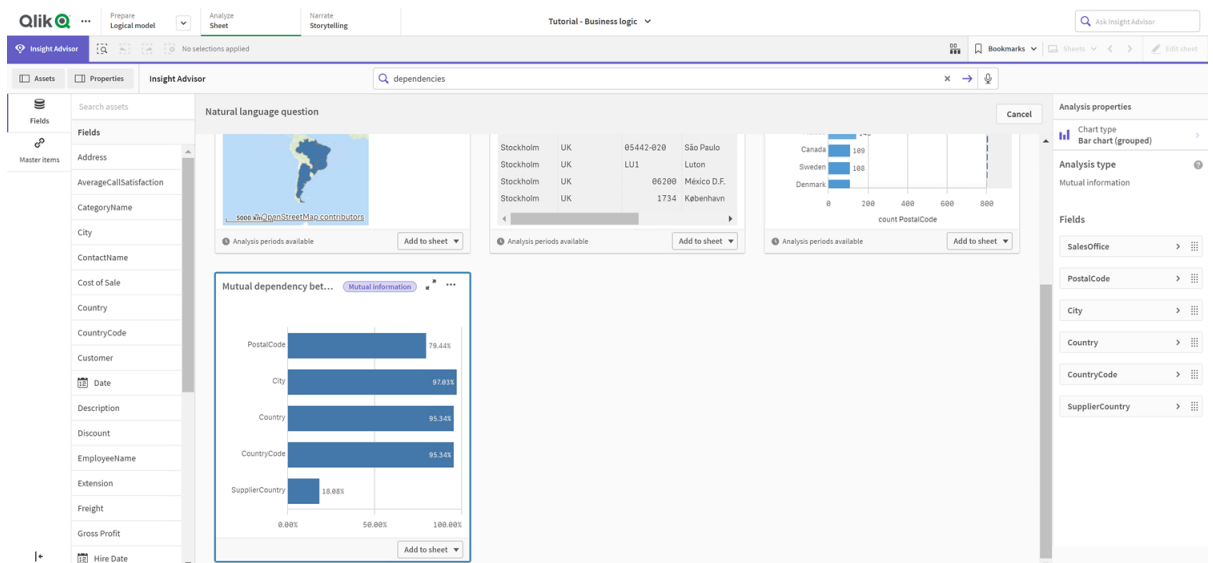 Qlik
Prepare
Logical model
Analyze
Sheet
Narrate
Storytelling
Tutorial - Business logic
Ask Insight Advisor
Insight Advisor
No selections applied
Bookmarks
Sheets
Edit sheet
Assets
Properties
Insight Advisor
dependencies
Fields
Master items
Search assets
Fields
Address
AverageCallSatisfaction
CategoryName
City
ContactName
Cost of Sale
Country
CountryCode
Customer
Date
Description
Discount
EmployeeName
Extension
Freight
Gross Profit
Hire Date
Natural language question
Cancel
5000 km
©OpenStreetMap contributors
Analysis periods available
Add to sheet
Stockholm UK 05442-020 São Paulo
Stockholm UK LU1 Luton
Stockholm UK 06200 México D.F.
Stockholm UK 1734 København
Analysis periods available
Add to sheet
Canada 109
Sweden 108
Denmark
0 200 400 600 800
count PostalCode
Analysis periods available
Add to sheet
Mutual dependency bet...
Mutual information
PostalCode 79.44%
City 97.03%
Country 95.34%
CountryCode 95.34%
SupplierCountry 18.08%
0.00% 50.00% 100.00%
Add to sheet
Analysis properties
Chart type
Bar chart (grouped)
Analysis type
Mutual information
Fields
SalesOffice
PostalCode
City
Country
CountryCode
SupplierCountry